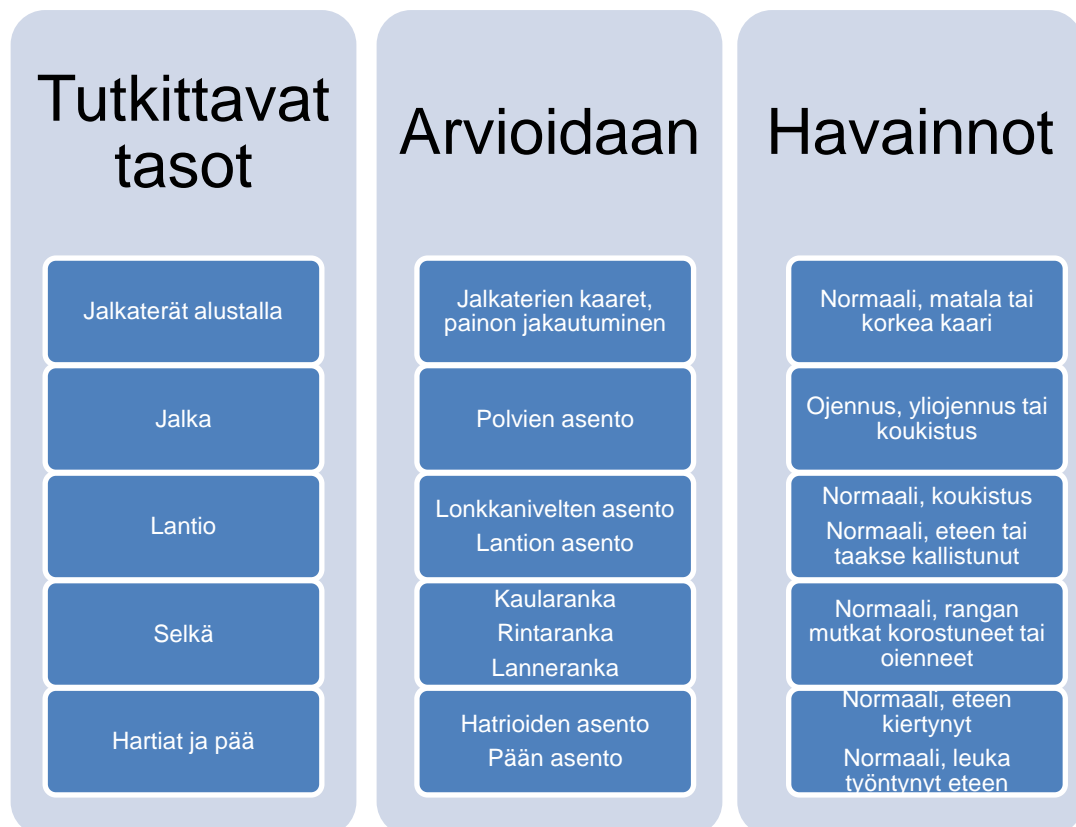 Tutkittavat
tasot
Jalkaterät alustalla
Jalka
Lantio
Selkä
Hartiat ja pää
Arvioidaan
Jalkaterien kaaret,
painon jakautuminen
Polvien asento
Lonkkanivelten asento
Lantion asento
Kaularanka
Rintaranka
Lanneranka
Hatrioiden asento
Pään asento
Havainnot
Normaali, matala tai
korkea kaari
Ojennus, yliojennus tai
koukistus
Normaali, koukistus
Normaali, eteen tai
taakse kallistunut
Normaali, rangan
mutkat korostuneet tai
oienneet
Normaali, eteen
kiertynyt
Normaali, leuka
työntynyt eteen